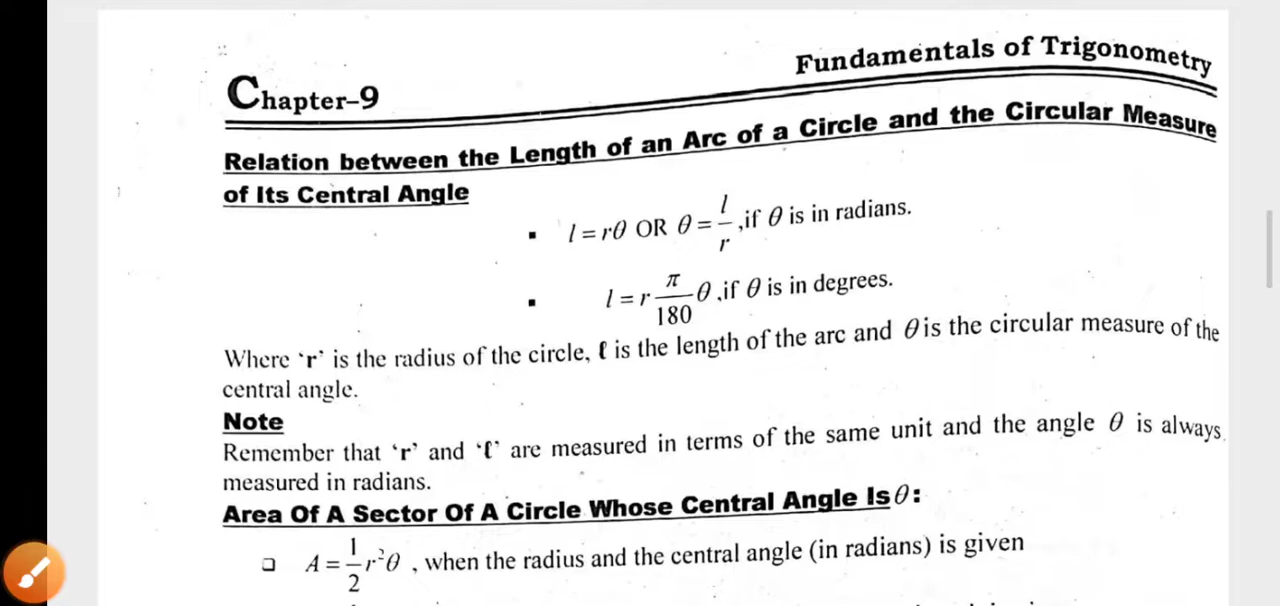 Chapter-9
Fundamentals of Trigonometry
Relation between the Length of an Arc of a Circle and the Circular Measure
of Its Central Angle
▪ l = rθ OR θ = l/r ,if θ is in radians.
▪ l = r π/180 θ ,if θ is in degrees.
Where ‘r’ is the radius of the circle, ℓ is the length of the arc and θ is the circular measure of the
central angle.
Note
Remember that ‘r’ and ‘ℓ’ are measured in terms of the same unit and the angle θ is always
measured in radians.
Area Of A Sector Of A Circle Whose Central Angle Is θ:
❑ A = 1/2 r²θ , when the radius and the central angle (in radians) is given